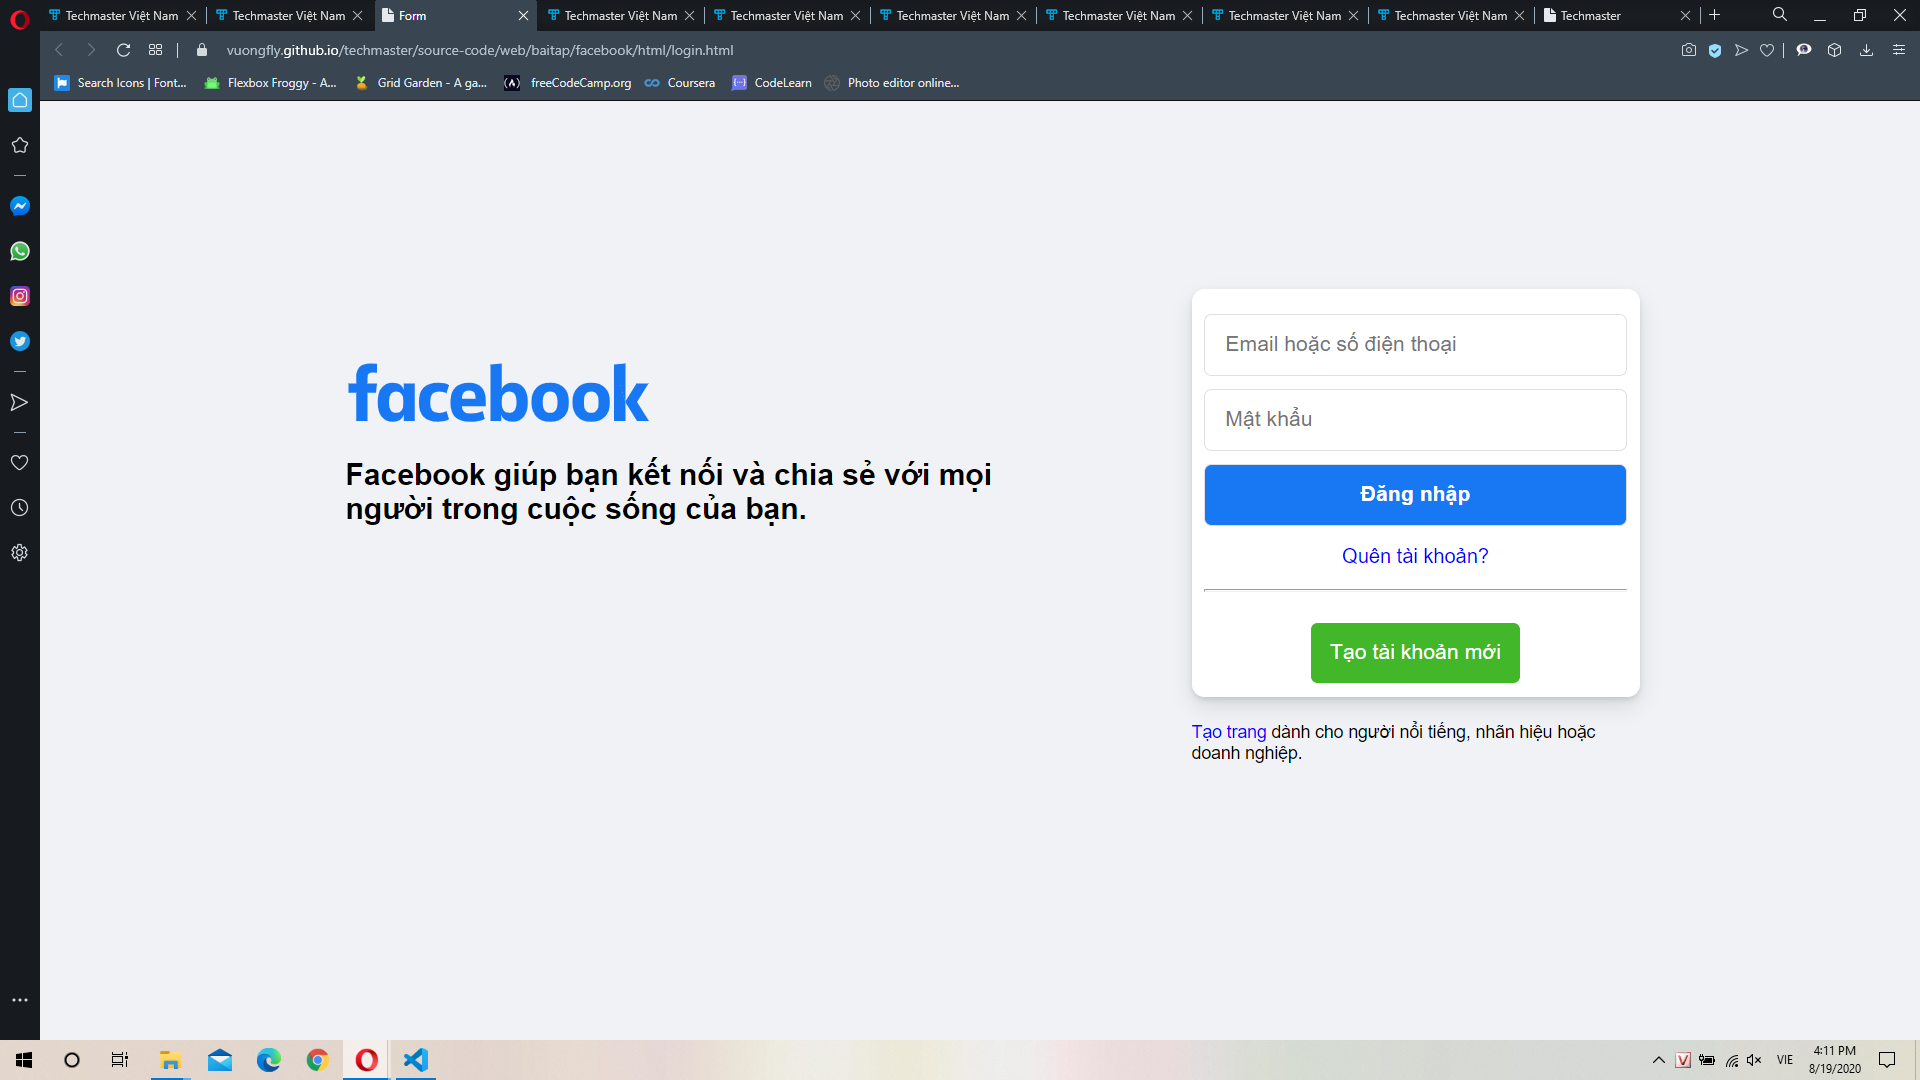 Techmaster Việt Nam
Techmaster Việt Nam
Form
Techmaster Việt Nam
Techmaster Việt Nam
Techmaster Việt Nam
Techmaster Việt Nam
Techmaster Việt Nam
Techmaster Việt Nam
Techmaster
vuongfly.github.io/techmaster/source-code/web/baitap/facebook/html/login.html
Search Icons | Font...
Flexbox Froggy - A...
Grid Garden - A ga...
freeCodeCamp.org
Coursera
CodeLearn
Photo editor online...
facebook
Facebook giúp bạn kết nối và chia sẻ với mọi
người trong cuộc sống của bạn.
Email hoặc số điện thoại
Mật khẩu
Đăng nhập
Quên tài khoản?
Tạo tài khoản mới
Tạo trang dành cho người nổi tiếng, nhãn hiệu hoặc
doanh nghiệp.
VIE
4:11 PM
8/19/2020